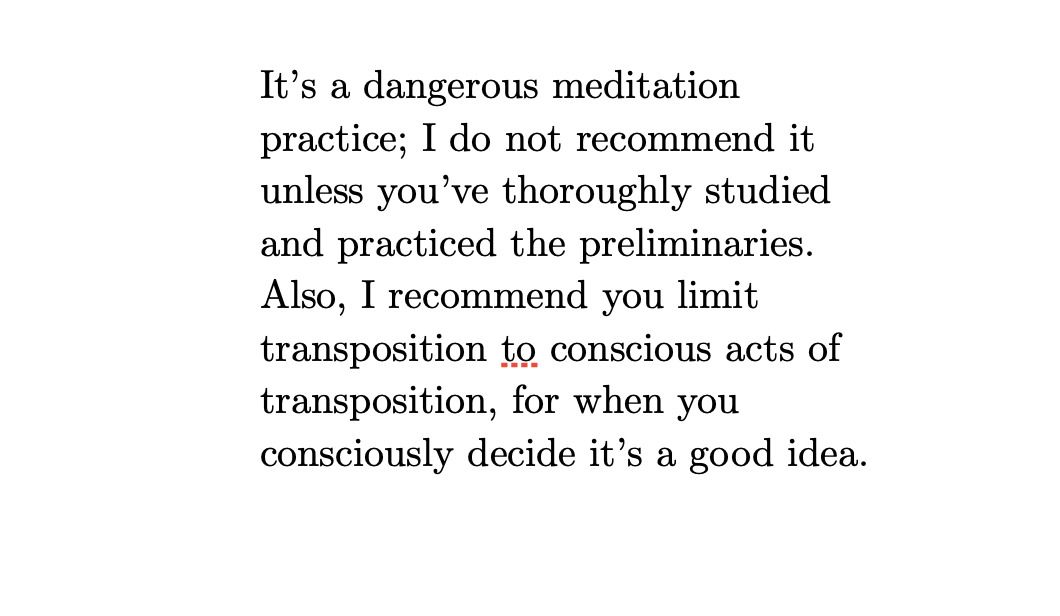 It’s a dangerous meditation
practice; I do not recommend it
unless you’ve thoroughly studied
and practiced the preliminaries.
Also, I recommend you limit
transposition to conscious acts of
transposition, for when you
consciously decide it’s a good idea.